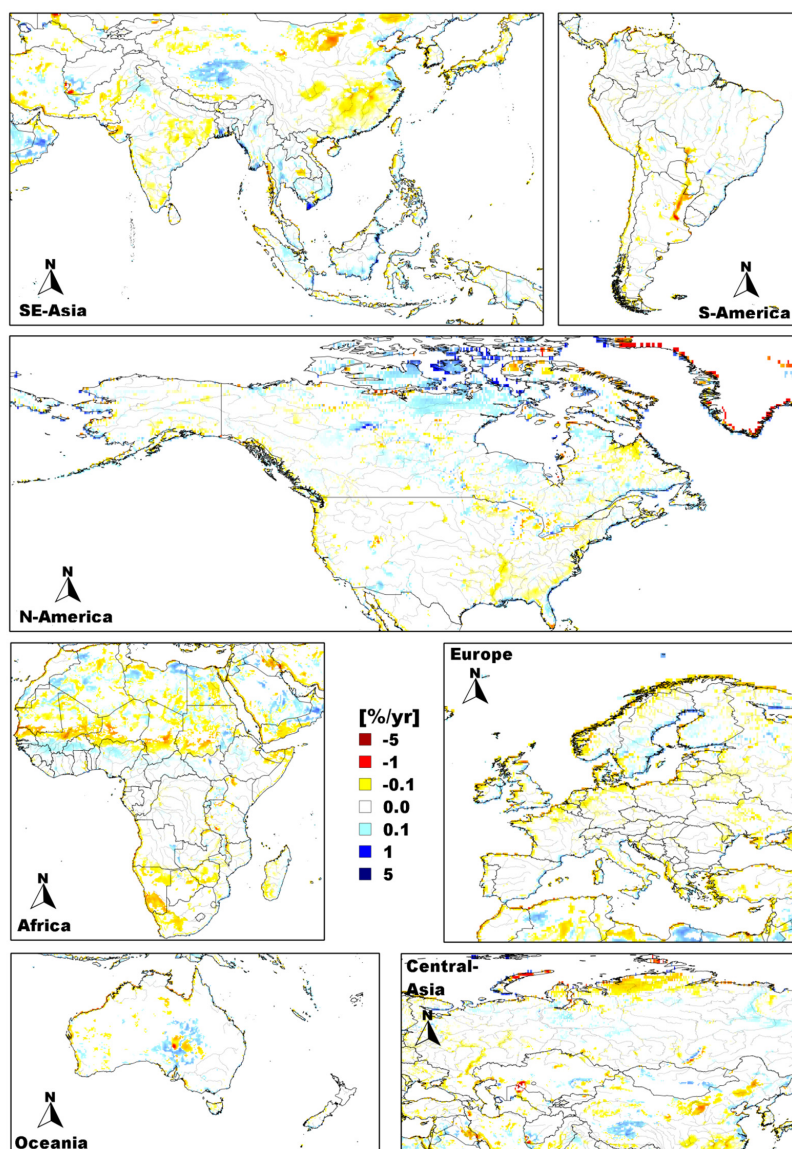 N
SE-Asia
N
S-America
N
N-America
N
Africa
[%/yr]
-5
-1
-0.1
0.0
0.1
1
5
Europe
N
N
Oceania
Central-
Asia
N